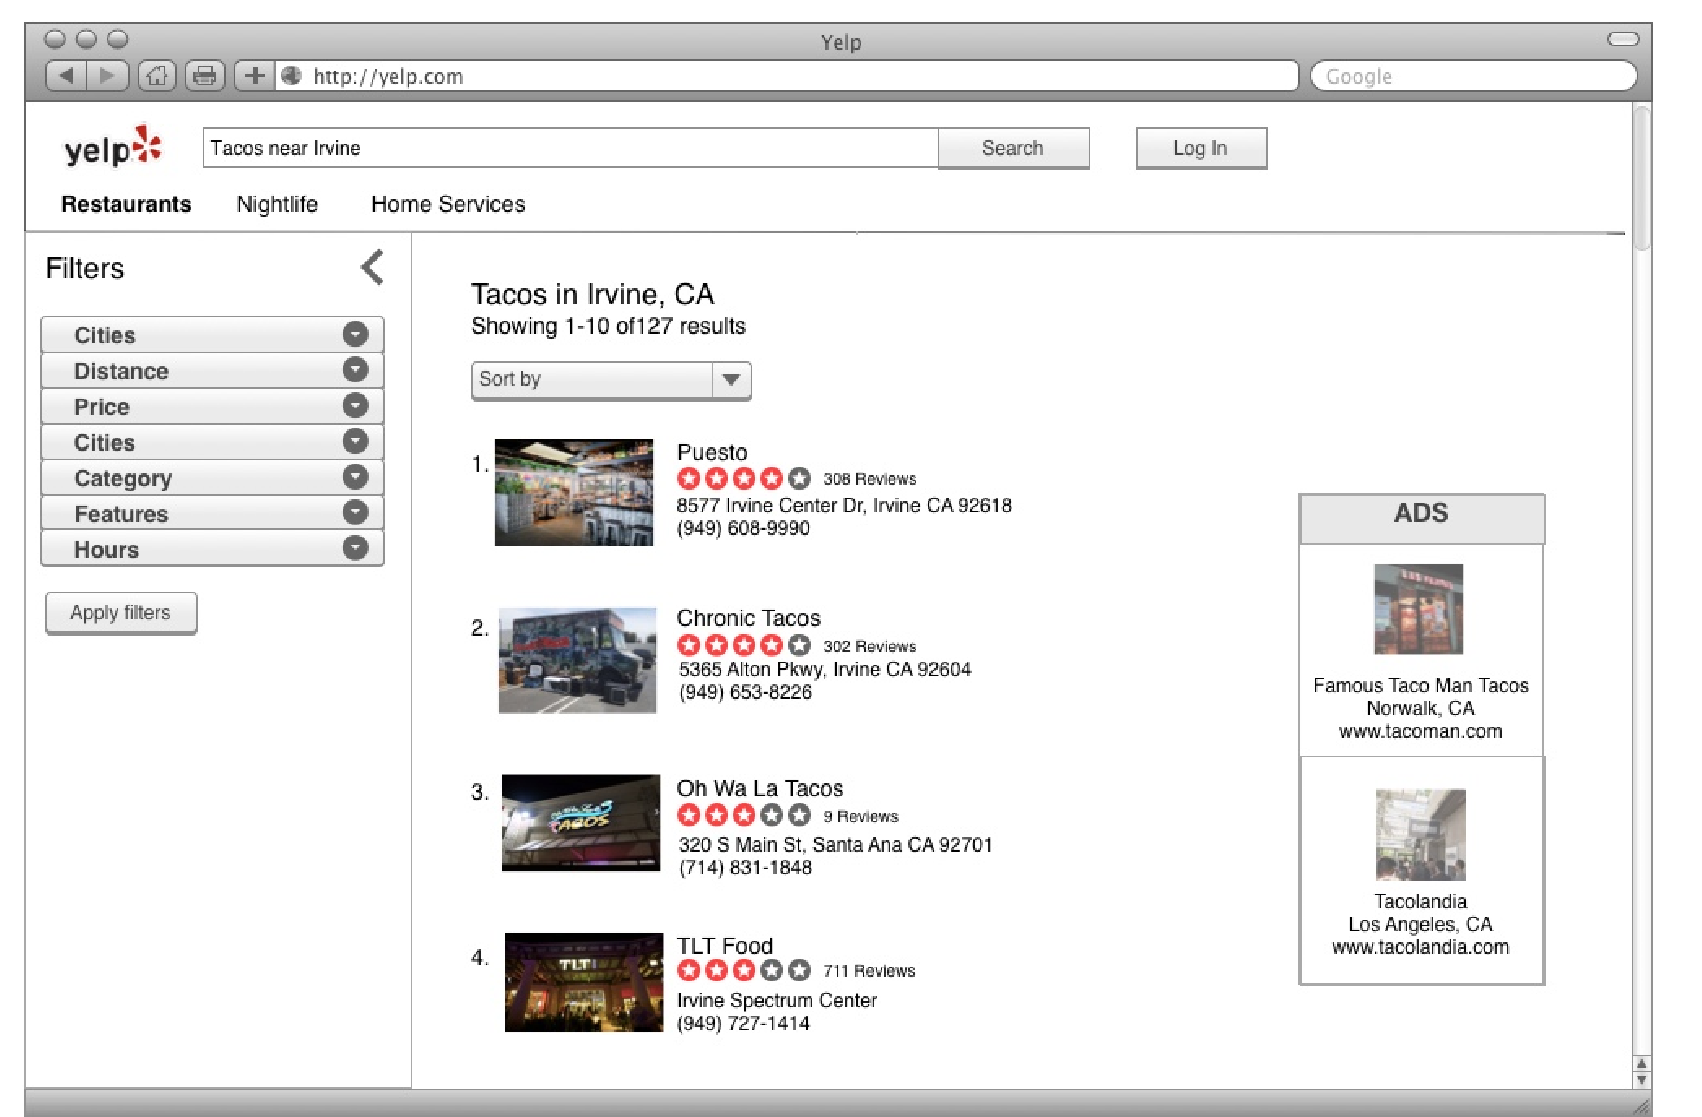 Yelp
http://yelp.com
Google
yelp
Tacos near Irvine
Search
Log In
Restaurants
Nightlife
Home Services
Filters
Cities
Distance
Price
Cities
Category
Features
Hours
Apply filters
Tacos in Irvine, CA
Showing 1-10 of127 results
Sort by
1.
Puesto
308 Reviews
8577 Irvine Center Dr, Irvine CA 92618
(949) 608-9990
2.
Chronic Tacos
302 Reviews
5365 Alton Pkwy, Irvine CA 92604
(949) 653-8226
3.
TACOS
Oh Wa La Tacos
9 Reviews
320 S Main St, Santa Ana CA 92701
(714) 831-1848
4.
TLT
TLT Food
711 Reviews
Irvine Spectrum Center
(949) 727-1414
ADS
Famous Taco Man Tacos
Norwalk, CA
www.tacoman.com
Tacolandia
Los Angeles, CA
www.tacolandia.com